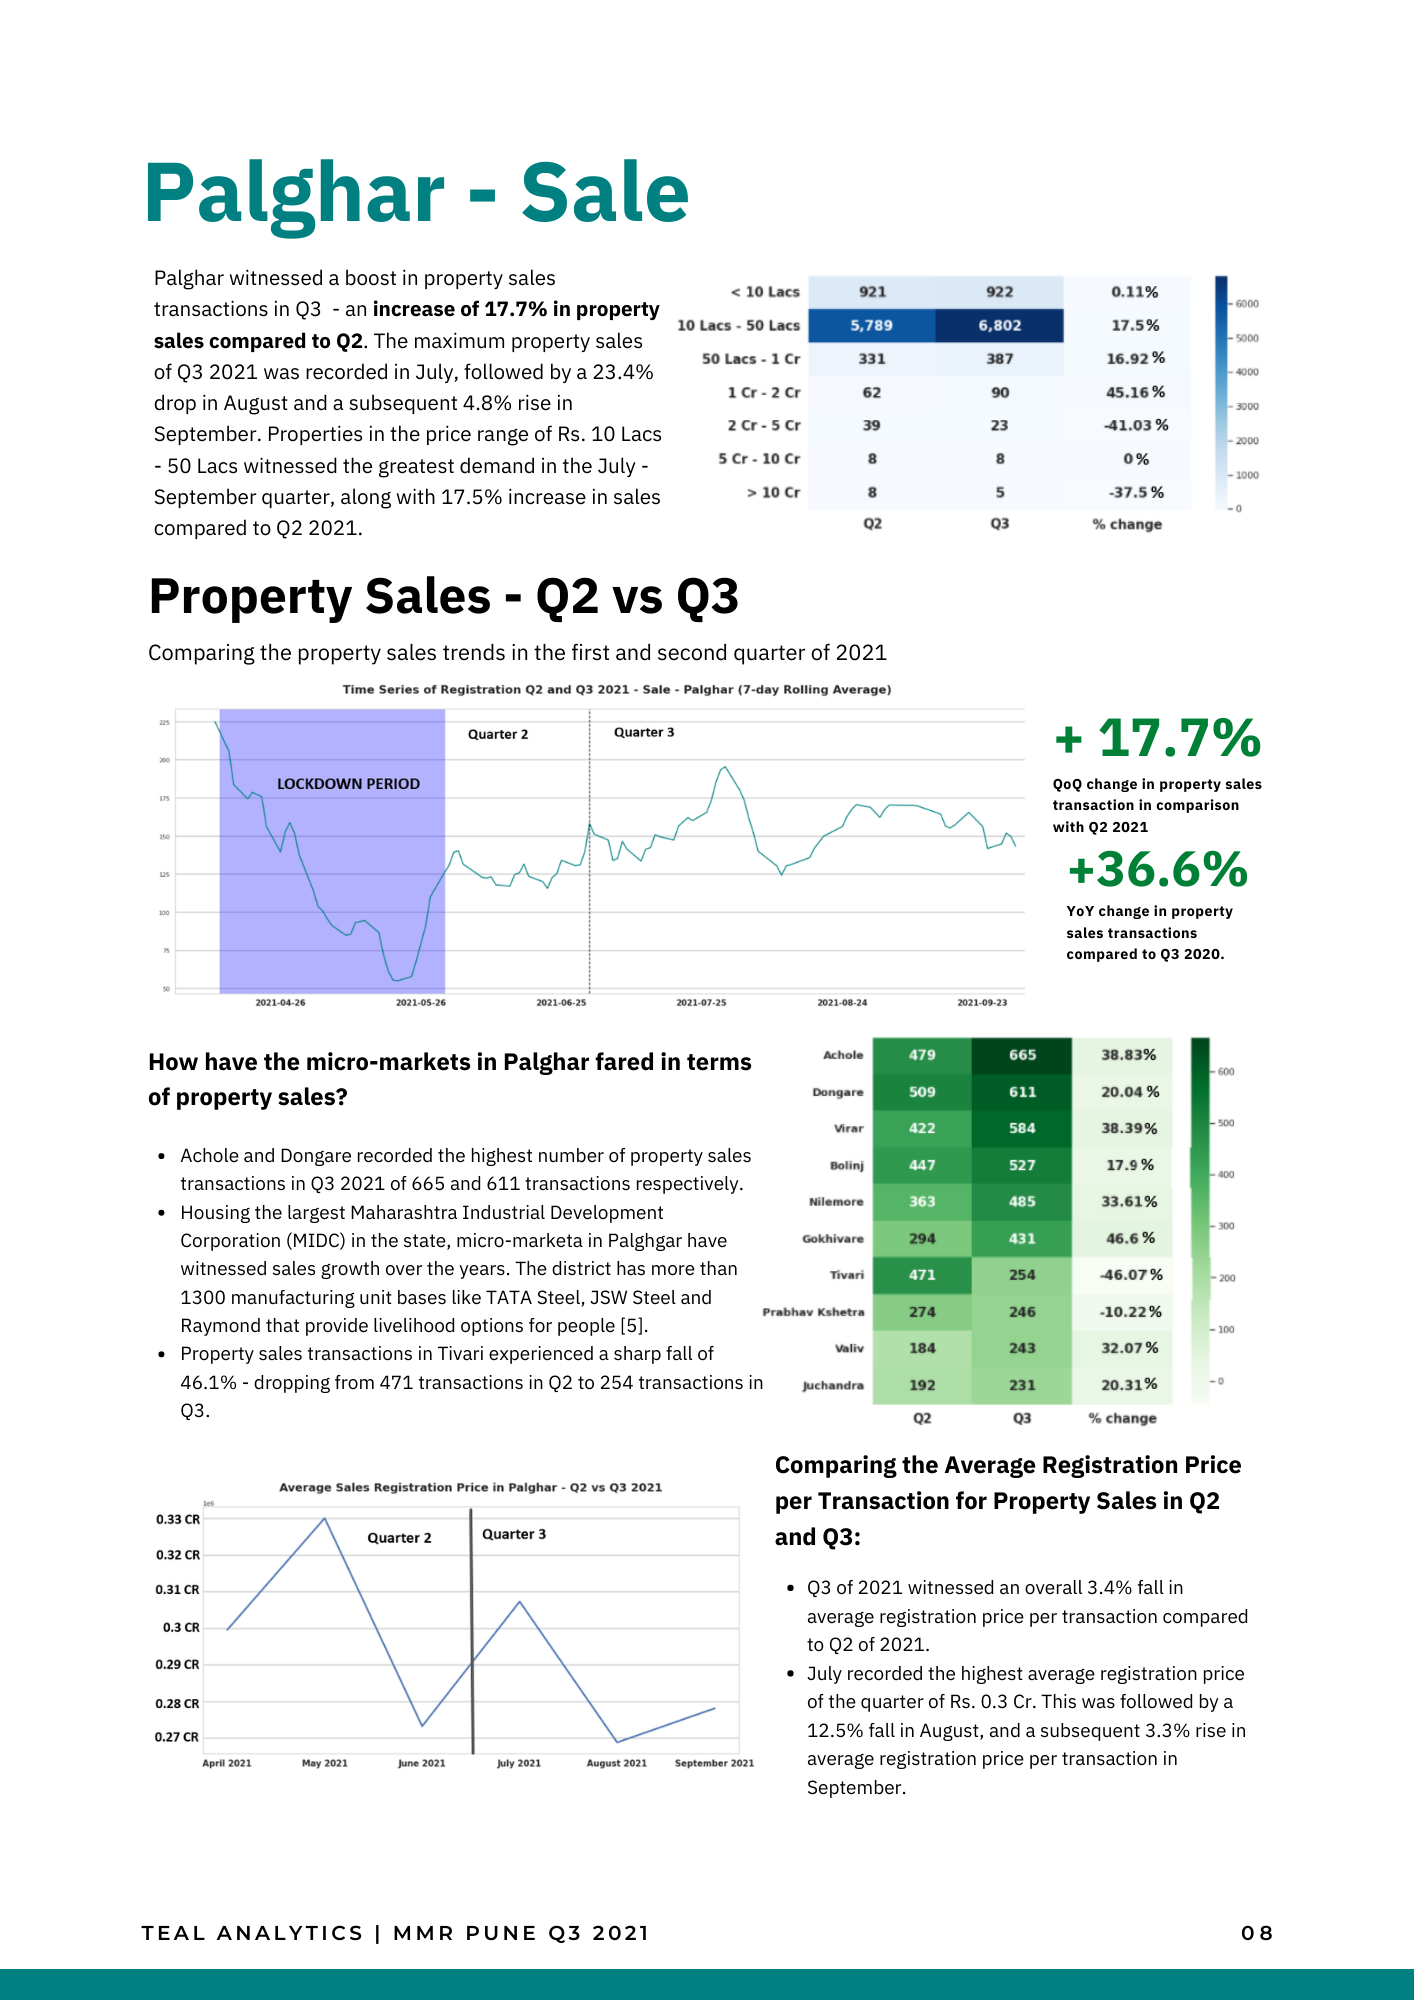 Palghar - Sale
Palghar witnessed a boost in property sales
transactions in Q3  - an increase of 17.7% in property
sales compared to Q2. The maximum property sales
of Q3 2021 was recorded in July, followed by a 23.4%
drop in August and a subsequent 4.8% rise in
September. Properties in the price range of Rs. 10 Lacs
- 50 Lacs witnessed the greatest demand in the July -
September quarter, along with 17.5% increase in sales
compared to Q2 2021.
< 10 Lacs 921 922 0.11%
10 Lacs - 50 Lacs 5,789 6,802 17.5%
50 Lacs - 1 Cr 331 387 16.92 %
1 Cr - 2 Cr 62 90 45.16 %
2 Cr - 5 Cr 39 23 -41.03 %
5 Cr - 10 Cr 8 8 0 %
> 10 Cr 8 5 -37.5 %
Q2 Q3 % change
6000
5000
4000
3000
2000
1000
0
Property Sales - Q2 vs Q3
Comparing the property sales trends in the first and second quarter of 2021
Time Series of Registration Q2 and Q3 2021 - Sale - Palghar (7-day Rolling Average)
225
200
175
150
125
100
75
50
LOCKDOWN PERIOD
Quarter 2
Quarter 3
2021-04-26 2021-05-26 2021-06-25 2021-07-25 2021-08-24 2021-09-23
+ 17.7%
QoQ change in property sales
transaction in comparison
with Q2 2021
+36.6%
YoY change in property
sales transactions
compared to Q3 2020.
How have the micro-markets in Palghar fared in terms
of property sales?
• Achole and Dongare recorded the highest number of property sales
transactions in Q3 2021 of 665 and 611 transactions respectively.
• Housing the largest Maharashtra Industrial Development
Corporation (MIDC) in the state, micro-marketa in Palghgar have
witnessed sales growth over the years. The district has more than
1300 manufacturing unit bases like TATA Steel, JSW Steel and
Raymond that provide livelihood options for people [5].
• Property sales transactions in Tivari experienced a sharp fall of
46.1% - dropping from 471 transactions in Q2 to 254 transactions in
Q3.
Achole 479 665 38.83%
Dongare 509 611 20.04 %
Virar 422 584 38.39%
Bolinj 447 527 17.9 %
Nilemore 363 485 33.61%
Gokhivare 294 431 46.6 %
Tivari 471 254 -46.07 %
Prabhav Kshetra 274 246 -10.22 %
Valiv 184 243 32.07 %
Juchandra 192 231 20.31%
Q2 Q3 % change
600
500
400
300
200
100
0
Average Sales Registration Price in Palghar - Q2 vs Q3 2021
1e6
0.33 CR
0.32 CR
0.31 CR
0.3 CR
0.29 CR
0.28 CR
0.27 CR
Quarter 2
Quarter 3
April 2021 May 2021 June 2021 July 2021 August 2021 September 2021
Comparing the Average Registration Price
per Transaction for Property Sales in Q2
and Q3:
• Q3 of 2021 witnessed an overall 3.4% fall in
average registration price per transaction compared
to Q2 of 2021.
• July recorded the highest average registration price
of the quarter of Rs. 0.3 Cr. This was followed by a
12.5% fall in August, and a subsequent 3.3% rise in
average registration price per transaction in
September.
TEAL ANALYTICS | MMR PUNE Q3 2021
08